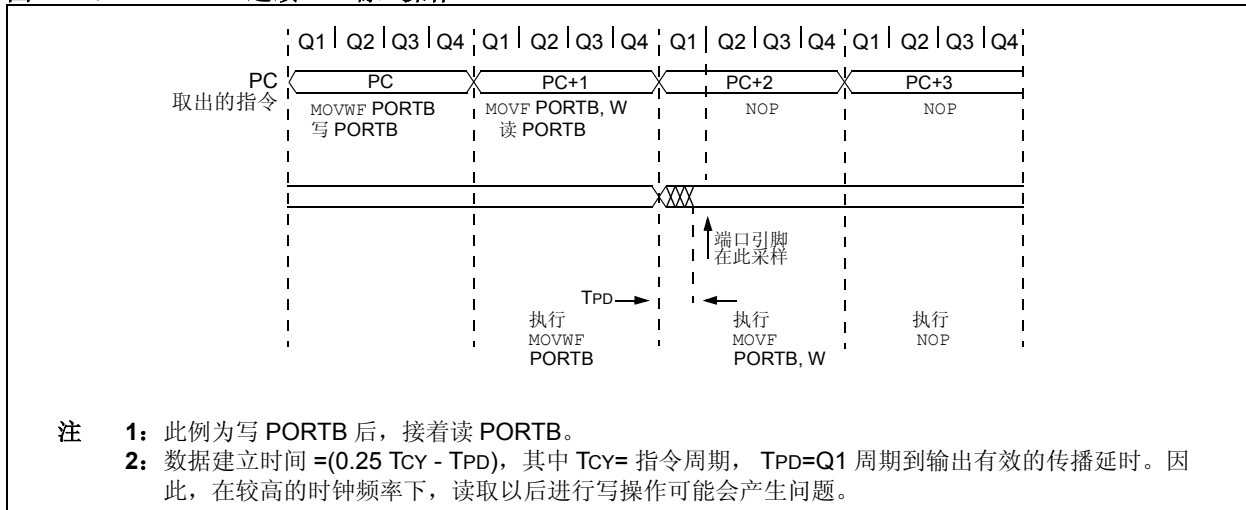 Q1 Q2 Q3 Q4 Q1 Q2 Q3 Q4 Q1 Q2 Q3 Q4 Q1 Q2 Q3 Q4
PC PC PC+1 PC+2 PC+3
取出的指令 MOVWF PORTB MOVF PORTB, W NOP NOP
写 PORTB 读 PORTB
端口引脚
在此采样
TPD
执行 执行 执行
MOVWF MOVF NOP
PORTB PORTB, W
注 1：此例为写 PORTB 后，接着读 PORTB。
2：数据建立时间 =(0.25 TCY - TPD)，其中 TCY= 指令周期， TPD=Q1 周期到输出有效的传播延时。因
此，在较高的时钟频率下，读取以后进行写操作可能会产生问题。